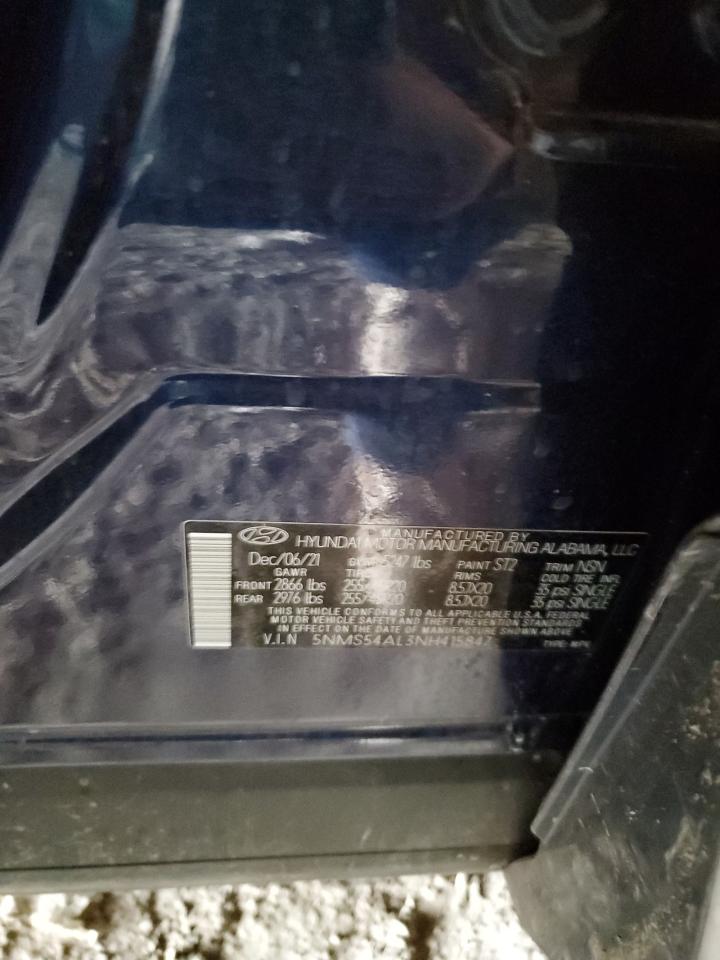 MANUFACTURED BY
HYUNDAI MOTOR MANUFACTURING ALABAMA, LLC
Dec/06/21 5247 lbs PAINT ST2 TRIM NSN
GAWR RIMS COLD TIRE INFL
FRONT 2866 lbs 8.5JX20 35 psi SINGLE
REAR 2976 lbs 8.5JX20 35 psi SINGLE
THIS VEHICLE CONFORMS TO ALL APPLICABLE U.S.A. FEDERAL
MOTOR VEHICLE SAFETY AND THEFT PREVENTION STANDARDS
IN EFFECT ON THE DATE OF MANUFACTURE SHOWN ABOVE
V.I.N 5NMS54AL3NH415842